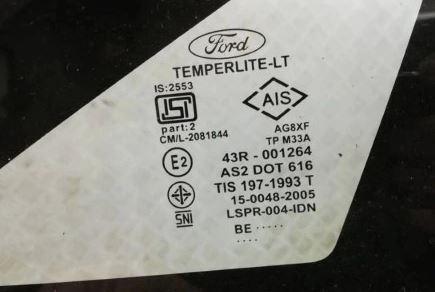 Ford
TEMPERLITE-LT
IS:2553
AIS
part:2
CM/L-2081844
AG8XF
TP M33A
E2
43R - 001264
AS2 DOT 616
TIS 197-1993 T
15-0048-2005
SNI
LSPR-004-IDN
BE .....
....